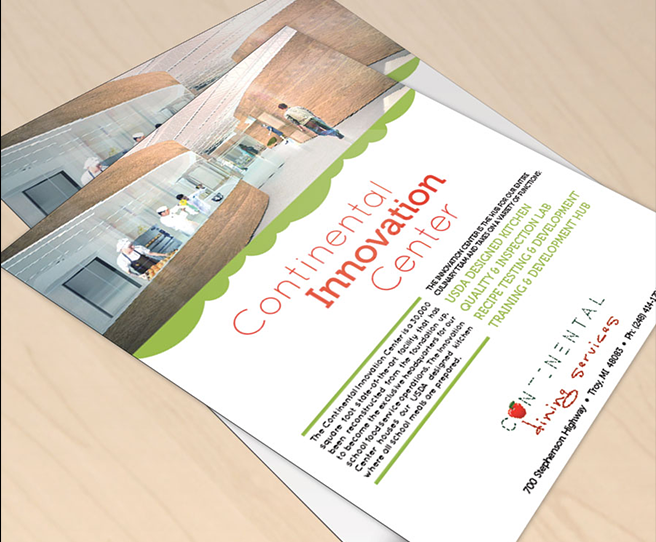 Continental
Innovation
Center
THE INNOVATION CENTER IS THE HUB FOR OUR ENTIRE
CULINARY TEAM AND TAKES ON A VARIETY OF FUNCTIONS:
USDA DESIGNED KITCHEN
QUALITY & INSPECTION LAB
RECIPE TESTING & DEVELOPMENT
TRAINING & DEVELOPMENT HUB
The Continental Innovation Center is a 30,000
square foot state-of-the-art facility that has
been reconstructed from the foundation up,
to become the exclusive headquarters for our
school food service operations. The Innovation
Center houses our USDA designed kitchen
where all school meals are prepared.
CONTINENTAL
dining services
700 Stephenson Highway • Troy, MI 48083 • Ph: (248) 414-